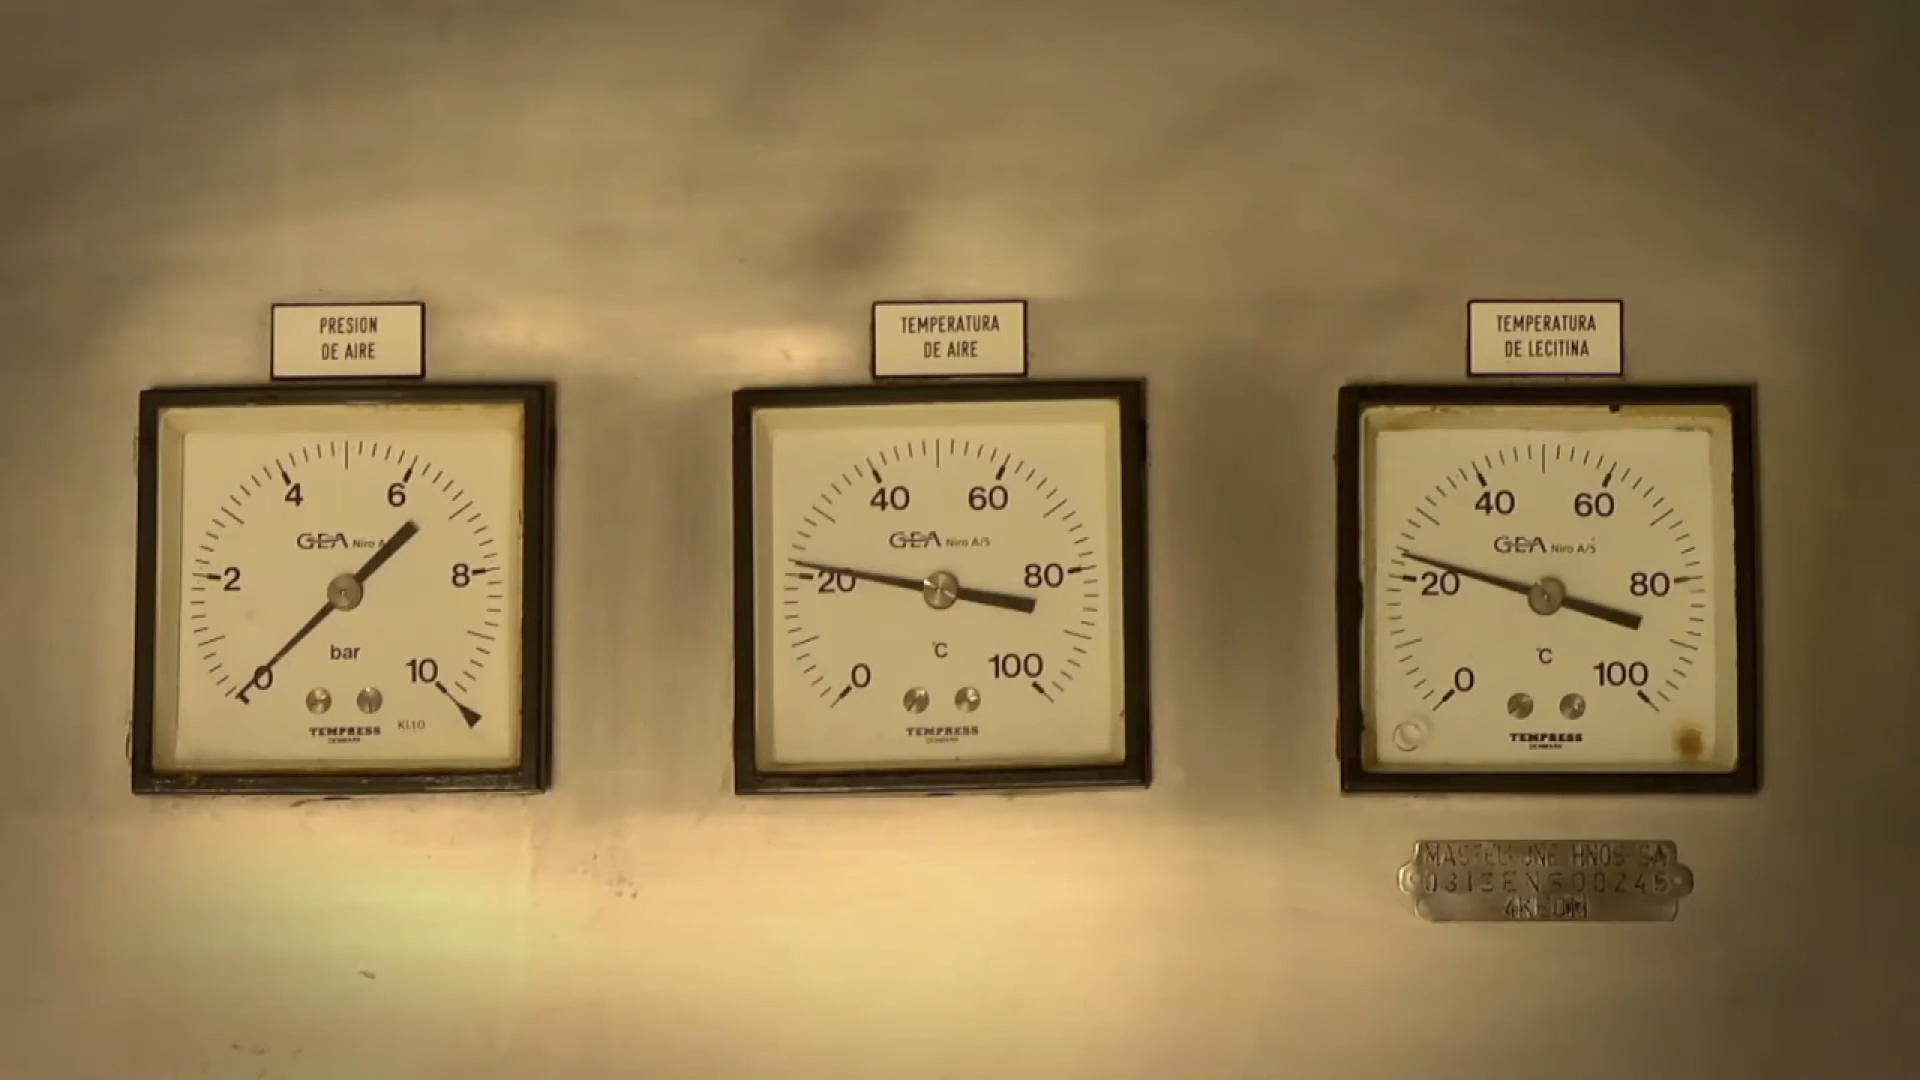 PRESION
DE AIRE
TEMPERATURA
DE AIRE
TEMPERATURA
DE LECITINA
0
2
4
6
8
10
GEA Niro
bar
KL1.0
TEMPRESS
DENMARK
0
20
40
60
80
100
GEA Niro A/S
°C
TEMPRESS
DENMARK
0
20
40
60
80
100
GEA Niro A/S
°C
TEMPRESS
DENMARK
HNOS SA